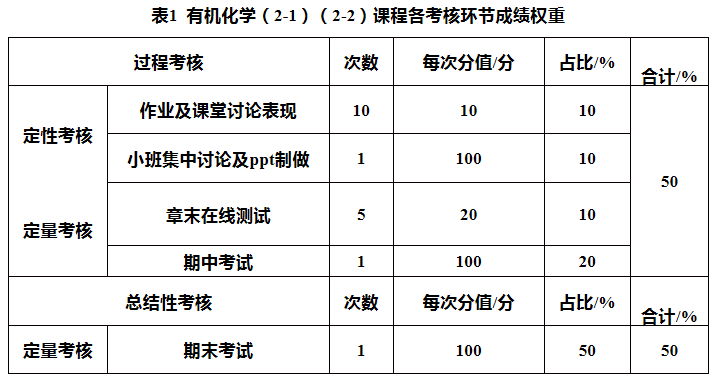 表1 有机化学（2-1）（2-2）课程各考核环节成绩权重
过程考核 次数 每次分值/分 占比/% 合计/%
定性考核 作业及课堂讨论表现 10 10 10 50
小班集中讨论及ppt制做 1 100 10
定量考核 章末在线测试 5 20 10
期中考试 1 100 20
总结性考核 次数 每次分值/分 占比/% 合计/%
定量考核 期末考试 1 100 50 50